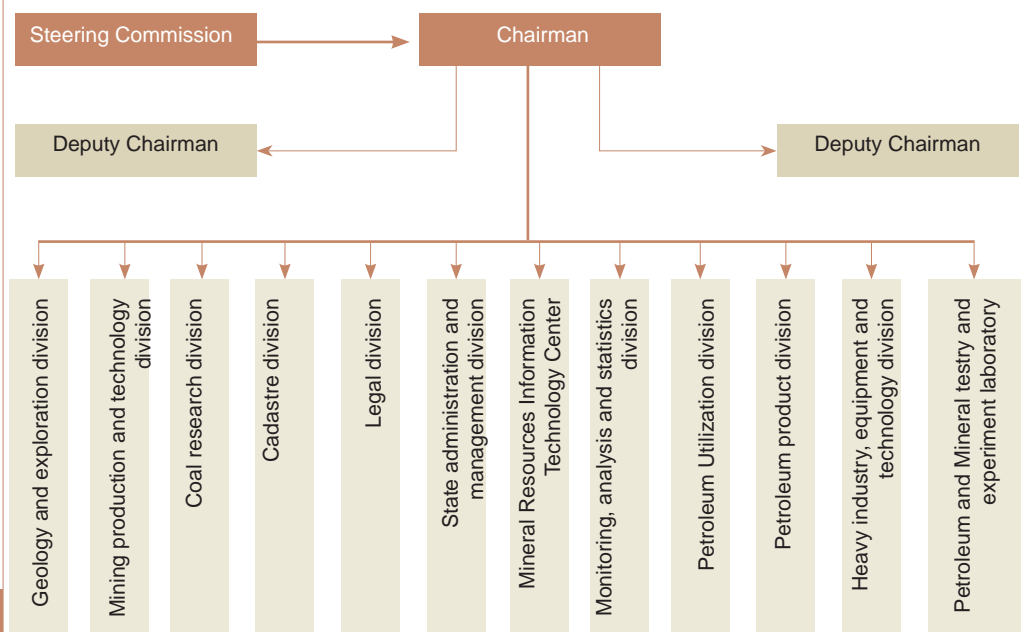 Steering Commission
Chairman
Deputy Chairman
Deputy Chairman
Geology and exploration division
Mining production and technology
division
Coal research division
Cadastre division
Legal division
State administration and
management division
Mineral Resources Information
Technology Center
Monitoring, analysis and statistics
division
Petroleum Utilization division
Petroleum product division
Heavy industry, equipment and
technology division
Petroleum and Mineral testry and
experiment laboratory